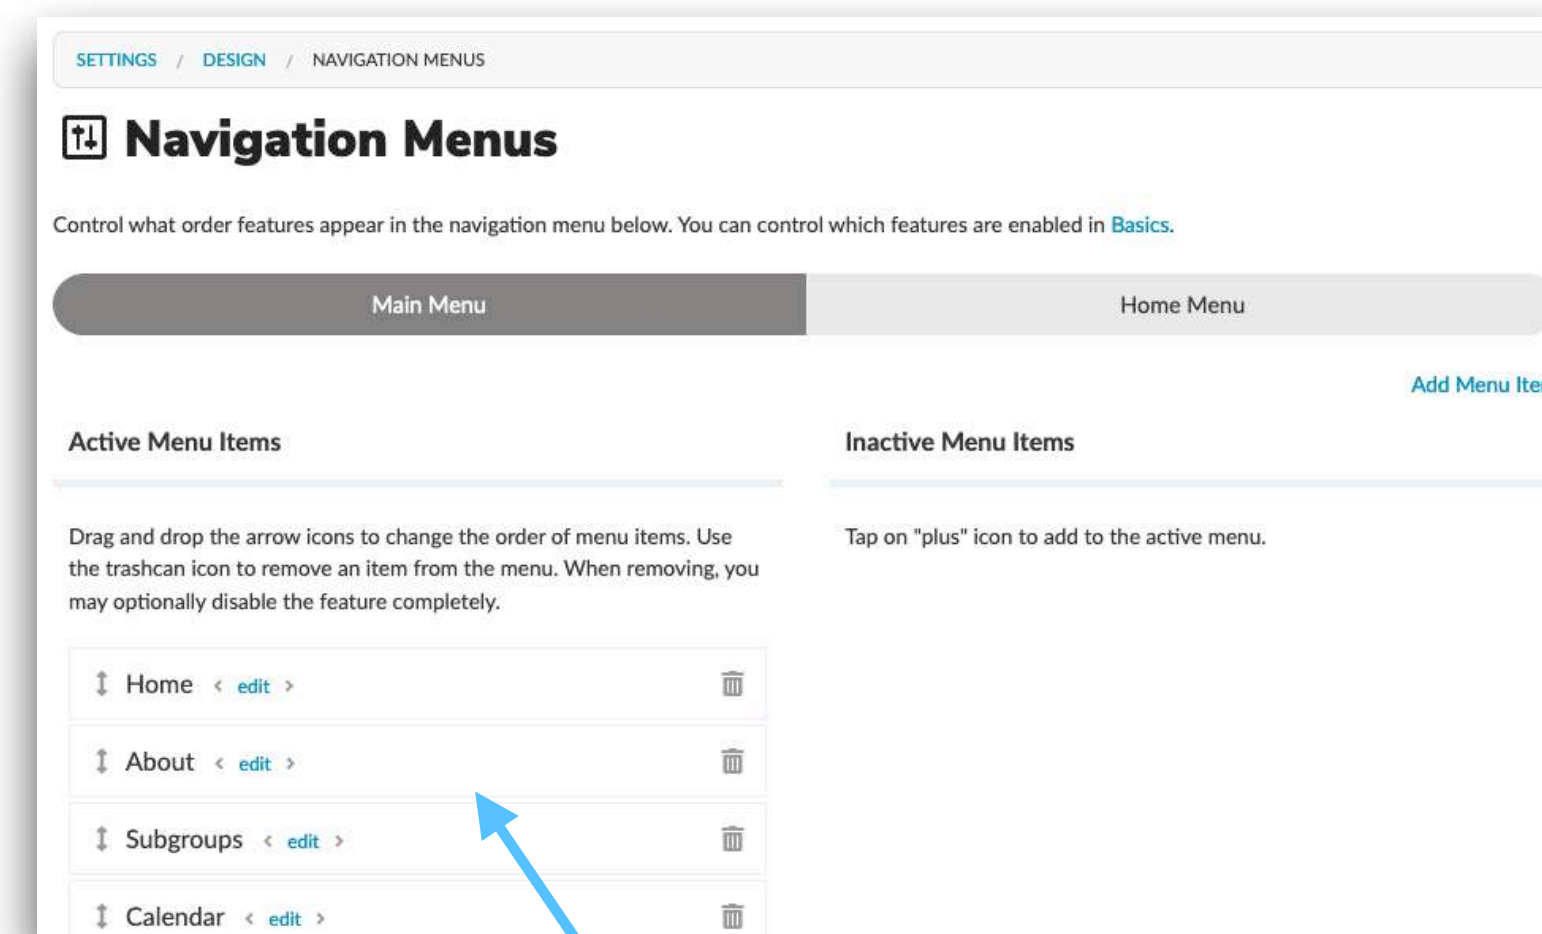 SETTINGS / DESIGN / NAVIGATION MENUS
Navigation Menus
Control what order features appear in the navigation menu below. You can control which features are enabled in Basics.
Main Menu
Home Menu
Add Menu Ite
Active Menu Items
Drag and drop the arrow icons to change the order of menu items. Use
the trashcan icon to remove an item from the menu. When removing, you
may optionally disable the feature completely.
Home < edit >
About < edit >
Subgroups < edit >
Calendar < edit >
Inactive Menu Items
Tap on "plus" icon to add to the active menu.